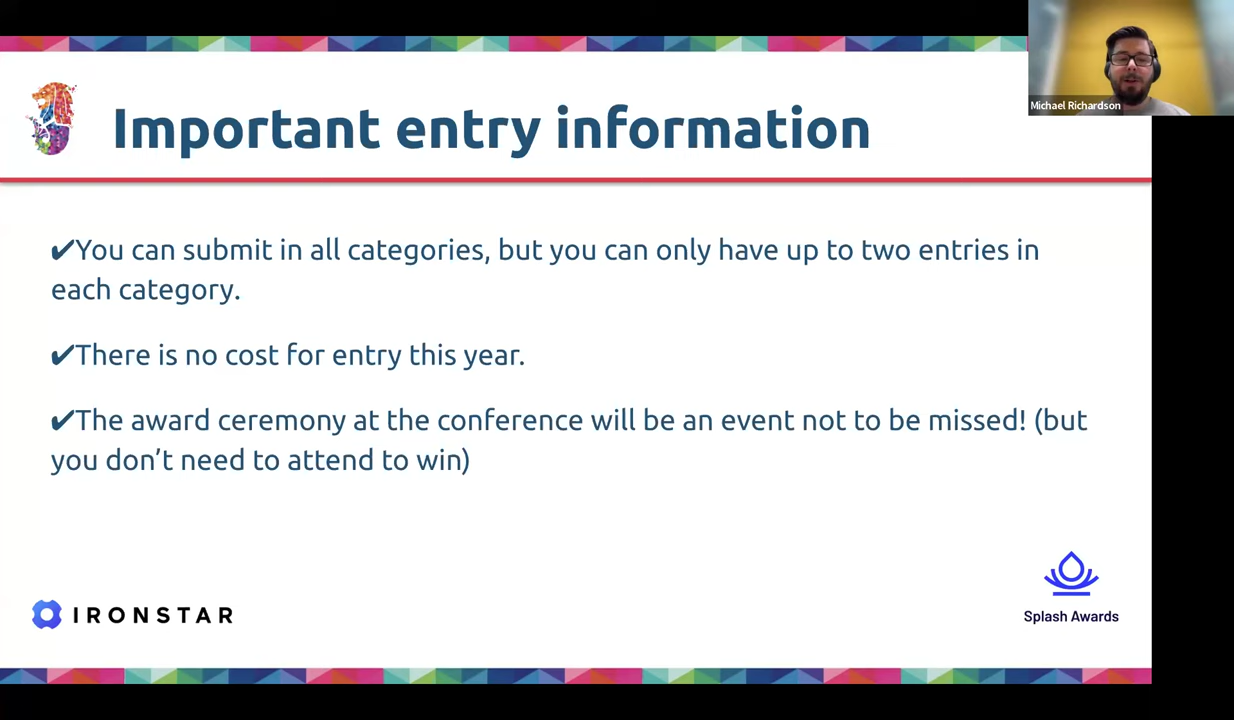 Michael Richardson
Important entry information
✔You can submit in all categories, but you can only have up to two entries in
each category.
✔There is no cost for entry this year.
✔The award ceremony at the conference will be an event not to be missed! (but
you don’t need to attend to win)
IRONSTAR
Splash Awards